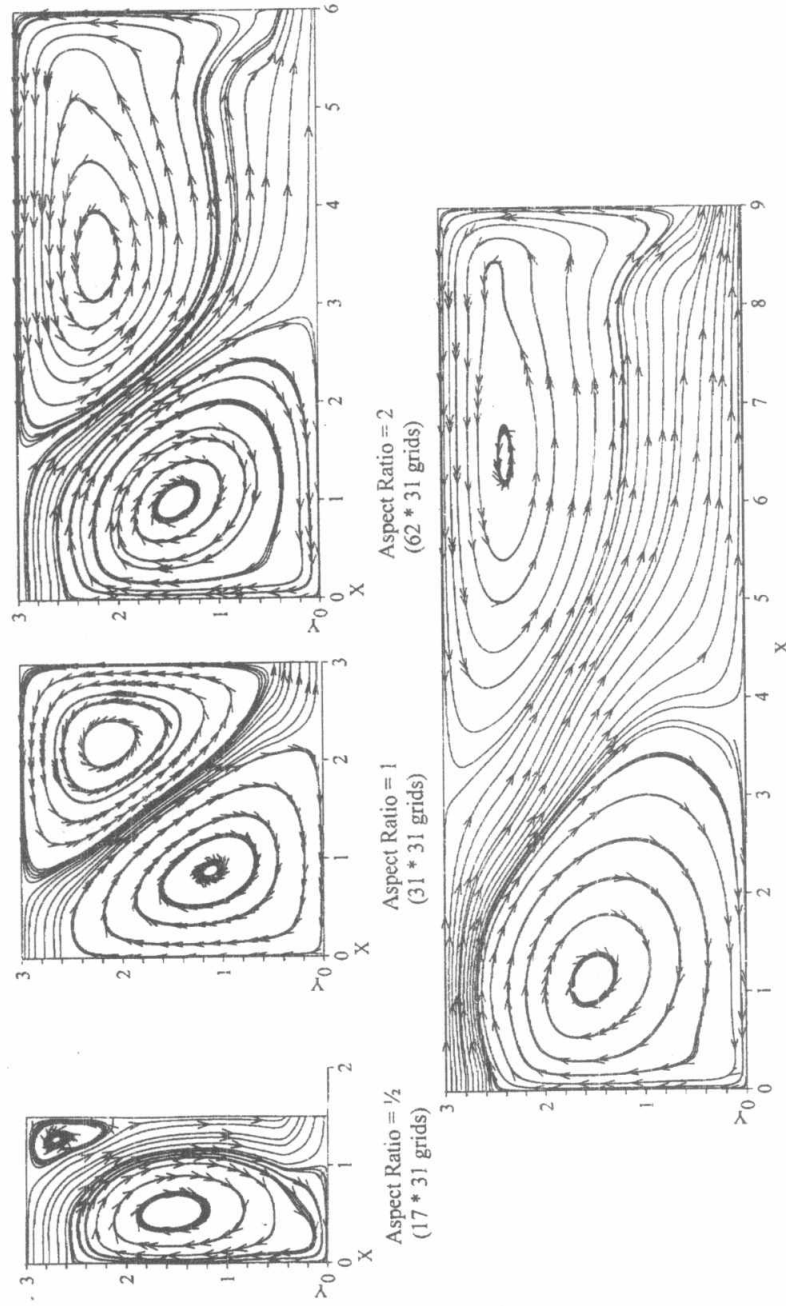 3
2
1
Y
0
0
1
2
X
Aspect Ratio = ½
(17 * 31 grids)
3
2
1
Y
0
0
1
2
3
X
Aspect Ratio = 1
(31 * 31 grids)
3
2
1
Y
0
0
1
2
3
4
5
6
X
Aspect Ratio = 2
(62 * 31 grids)
3
2
1
Y
0
0
1
2
3
4
5
6
7
8
9
X